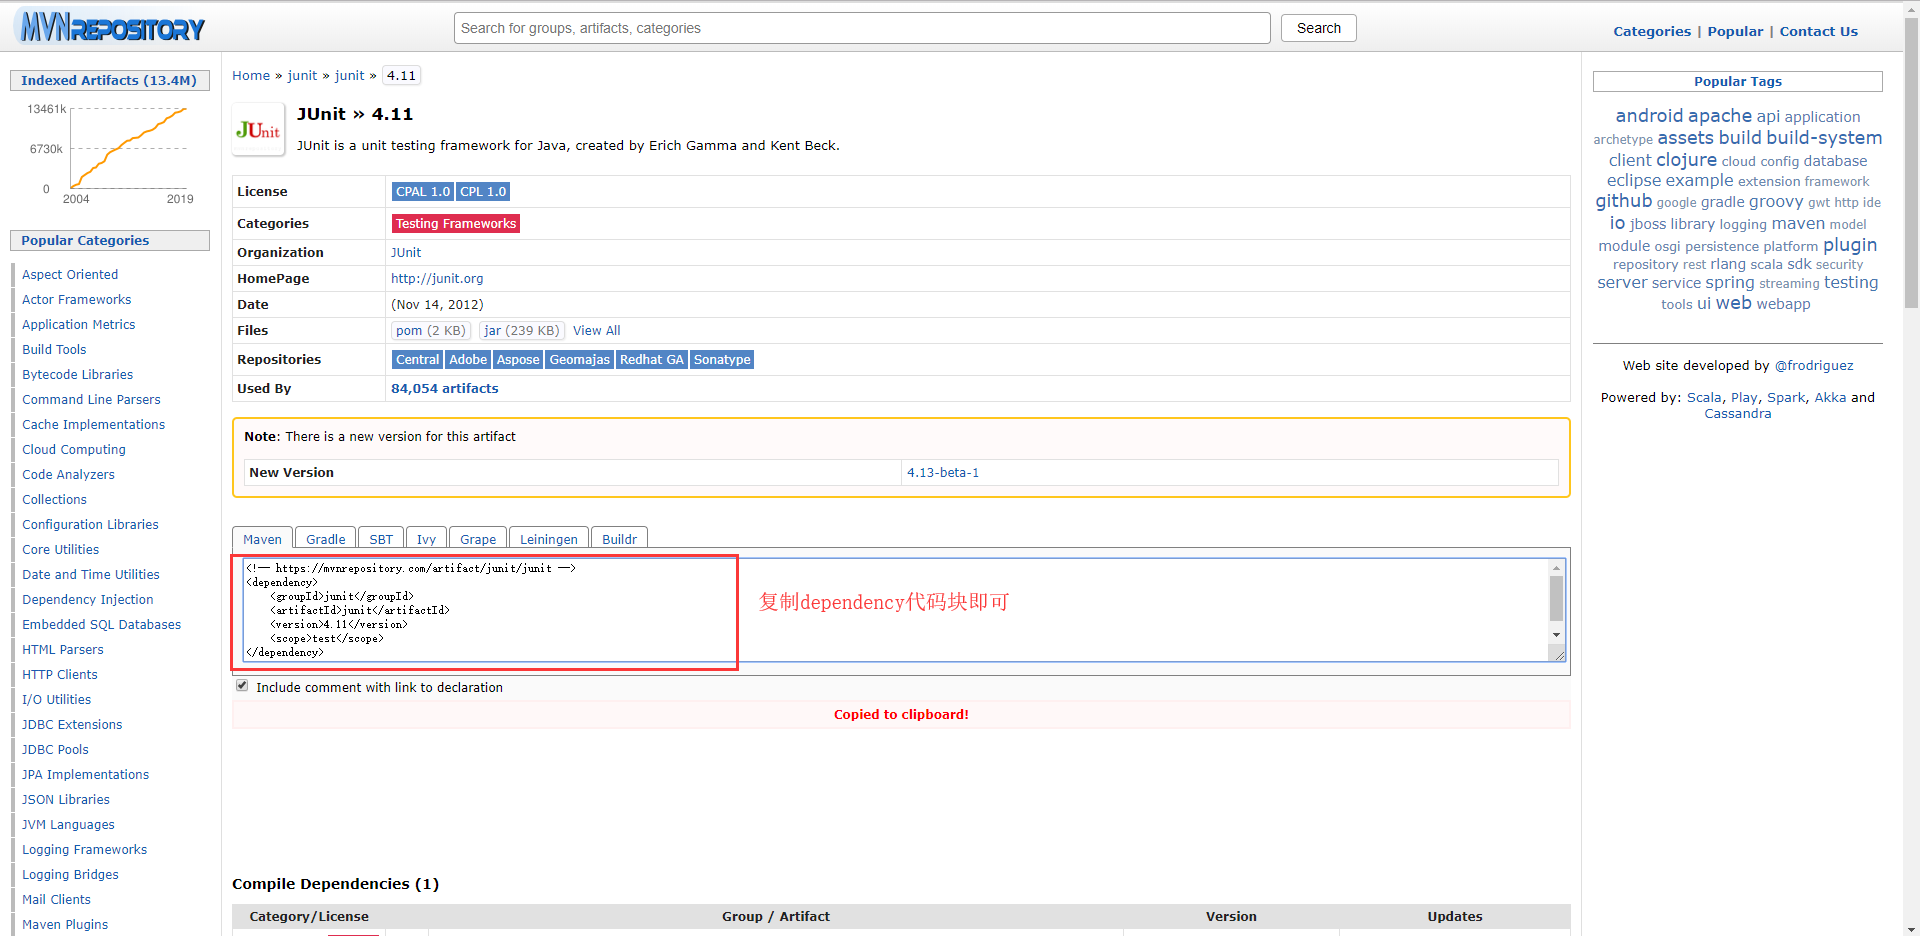 MVNREPOSITORY
Search for groups, artifacts, categories
Search
Categories | Popular | Contact Us
Indexed Artifacts (13.4M)
13461k
6730k
0
2004
2019
Popular Categories
Aspect Oriented
Actor Frameworks
Application Metrics
Build Tools
Bytecode Libraries
Command Line Parsers
Cache Implementations
Cloud Computing
Code Analyzers
Collections
Configuration Libraries
Core Utilities
Date and Time Utilities
Dependency Injection
Embedded SQL Databases
HTML Parsers
HTTP Clients
I/O Utilities
JDBC Extensions
JDBC Pools
JPA Implementations
JSON Libraries
JVM Languages
Logging Frameworks
Logging Bridges
Mail Clients
Maven Plugins
Home » junit » junit » 4.11
JUnit
JUnit » 4.11
JUnit is a unit testing framework for Java, created by Erich Gamma and Kent Beck.
License CPAL 1.0 CPL 1.0
Categories Testing Frameworks
Organization JUnit
HomePage http://junit.org
Date (Nov 14, 2012)
Files pom (2 KB) jar (239 KB) View All
Repositories Central Adobe Aspose Geomajas Redhat GA Sonatype
Used By 84,054 artifacts
Note: There is a new version for this artifact
New Version 4.13-beta-1
Maven Gradle SBT Ivy Grape Leiningen Buildr
<!-- https://mvnrepository.com/artifact/junit/junit -->
<dependency>
    <groupId>junit</groupId>
    <artifactId>junit</artifactId>
    <version>4.11</version>
    <scope>test</scope>
</dependency>
复制dependency代码块即可
Include comment with link to declaration
Copied to clipboard!
Compile Dependencies (1)
Category/License Group / Artifact Version Updates
Popular Tags
android apache api application
archetype assets build build-system
client clojure cloud config database
eclipse example extension framework
github google gradle groovy gwt http ide
io jboss library logging maven model
module osgi persistence platform plugin
repository rest rlang scala sdk security
server service spring streaming testing
tools ui web webapp
Web site developed by @frodriguez
Powered by: Scala, Play, Spark, Akka and
Cassandra